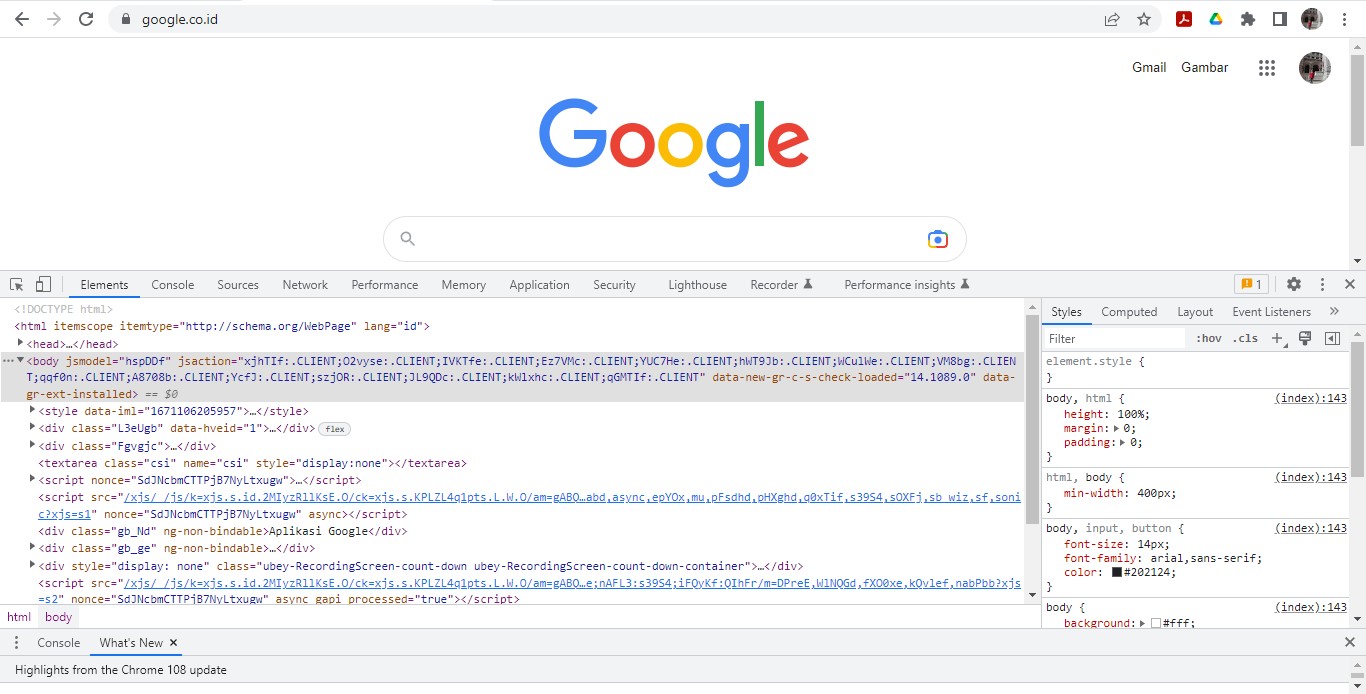 google.co.id
Gmail Gambar
Google
Elements Console Sources Network Performance Memory Application Security Lighthouse Recorder Performance insights 1
<!DOCTYPE html>
<html itemscope itemtype="http://schema.org/WebPage" lang="id">
<head>…</head>
<body jsmodel="hspDDf" jsaction="xjhTIf:.CLIENT;O2vyse:.CLIENT;IVKTfe:.CLIENT;Ez7VMc:.CLIENT;YUC7He:.CLIENT;hWT9Jb:.CLIENT;WCulWe:.CLIENT;VM8bg:.CLIENT
;qqf0n:.CLIENT;A8708b:.CLIENT;YcfJ:.CLIENT;szjOR:.CLIENT;JL9QDc:.CLIENT;kWlxhc:.CLIENT;qGMTIf:.CLIENT" data-new-gr-c-s-check-loaded="14.1089.0" data-
gr-ext-installed> == $0
<style data-iml="1671106205957">…</style>
<div class="L3eUgb" data-hveid="1">…</div> flex
<div class="Fgvgjc">…</div>
<textarea class="csi" name="csi" style="display:none"></textarea>
<script nonce="SdJNcbmCTTPjB7NyLtxugw">…</script>
<script src="/xjs/_/js/k=xjs.s.id.2MIyzRllKsE.O/ck=xjs.s.KPLZL4q1pts.L.W.O/am=gABO…abd,async,epYOx,mu,pFsdhd,pHXghd,q0xTif,s39S4,sOXFj,sb_wiz,sf,soni
c?xjs=s1" nonce="SdJNcbmCTTPjB7NyLtxugw" async></script>
<div class="gb_Nd" ng-non-bindable>Aplikasi Google</div>
<div class="gb_ge" ng-non-bindable>…</div>
<div style="display: none" class="ubey-RecordingScreen-count-down ubey-RecordingScreen-count-down-container">…</div>
<script src="/xjs/_/js/k=xjs.s.id.2MIyzRllKsE.O/ck=xjs.s.KPLZL4q1pts.L.W.O/am=gABO…e;nAFL3:s39S4;iFQyKf:QIhFr/m=DPreE,WlNQGd,fXO0xe,kQvlef,nabPbb?xjs
=s2" nonce="SdJNcbmCTTPjB7NyLtxugw" async gapi_processed="true"></script>
html body
Styles Computed Layout Event Listeners »
Filter :hov .cls +
element.style {
}
body, html { (index):143
height: 100%;
margin: 0;
padding: 0;
}
html, body { (index):143
min-width: 400px;
}
body, input, button { (index):143
font-size: 14px;
font-family: arial,sans-serif;
color: #202124;
}
body { (index):143
background: #fff;
Console What's New
Highlights from the Chrome 108 update